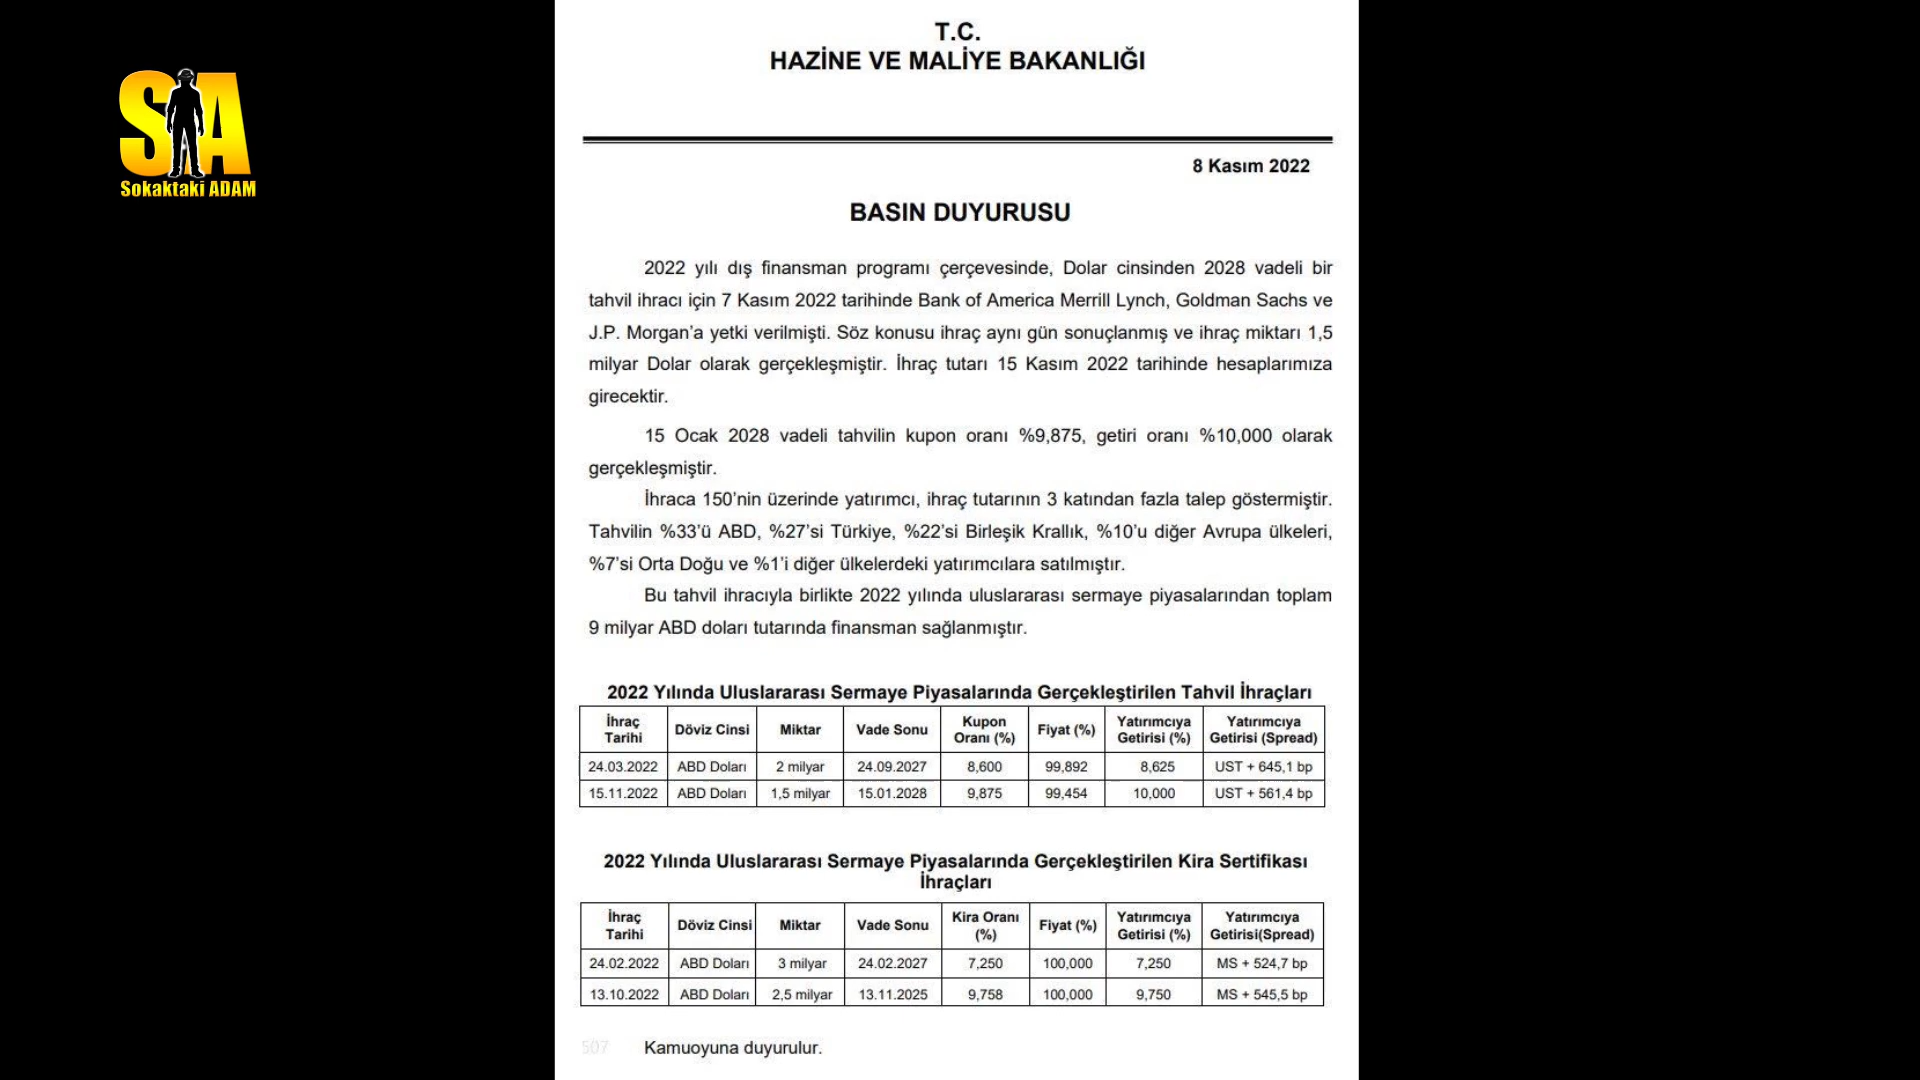 SA
Sokaktaki ADAM
T.C.
HAZİNE VE MALİYE BAKANLIĞI
8 Kasım 2022
BASIN DUYURUSU
2022 yılı dış finansman programı çerçevesinde, Dolar cinsinden 2028 vadeli bir
tahvil ihracı için 7 Kasım 2022 tarihinde Bank of America Merrill Lynch, Goldman Sachs ve
J.P. Morgan’a yetki verilmişti. Söz konusu ihraç aynı gün sonuçlanmış ve ihraç miktarı 1,5
milyar Dolar olarak gerçekleşmiştir. İhraç tutarı 15 Kasım 2022 tarihinde hesaplarımıza
girecektir.
15 Ocak 2028 vadeli tahvilin kupon oranı %9,875, getiri oranı %10,000 olarak
gerçekleşmiştir.
İhraca 150’nin üzerinde yatırımcı, ihraç tutarının 3 katından fazla talep göstermiştir.
Tahvilin %33’ü ABD, %27’si Türkiye, %22’si Birleşik Krallık, %10’u diğer Avrupa ülkeleri,
%7’si Orta Doğu ve %1’i diğer ülkelerdeki yatırımcılara satılmıştır.
Bu tahvil ihracıyla birlikte 2022 yılında uluslararası sermaye piyasalarından toplam
9 milyar ABD doları tutarında finansman sağlanmıştır.
2022 Yılında Uluslararası Sermaye Piyasalarında Gerçekleştirilen Tahvil İhraçları
İhraç Tarihi Döviz Cinsi Miktar Vade Sonu Kupon Oranı (%) Fiyat (%) Yatırımcıya Getirisi (%) Yatırımcıya Getirisi (Spread)
24.03.2022 ABD Doları 2 milyar 24.09.2027 8,600 99,892 8,625 UST + 645,1 bp
15.11.2022 ABD Doları 1,5 milyar 15.01.2028 9,875 99,454 10,000 UST + 561,4 bp
2022 Yılında Uluslararası Sermaye Piyasalarında Gerçekleştirilen Kira Sertifikası
İhraçları
İhraç Tarihi Döviz Cinsi Miktar Vade Sonu Kira Oranı (%) Fiyat (%) Yatırımcıya Getirisi (%) Yatırımcıya Getirisi(Spread)
24.02.2022 ABD Doları 3 milyar 24.02.2027 7,250 100,000 7,250 MS + 524,7 bp
13.10.2022 ABD Doları 2,5 milyar 13.11.2025 9,758 100,000 9,750 MS + 545,5 bp
507 Kamuoyuna duyurulur.